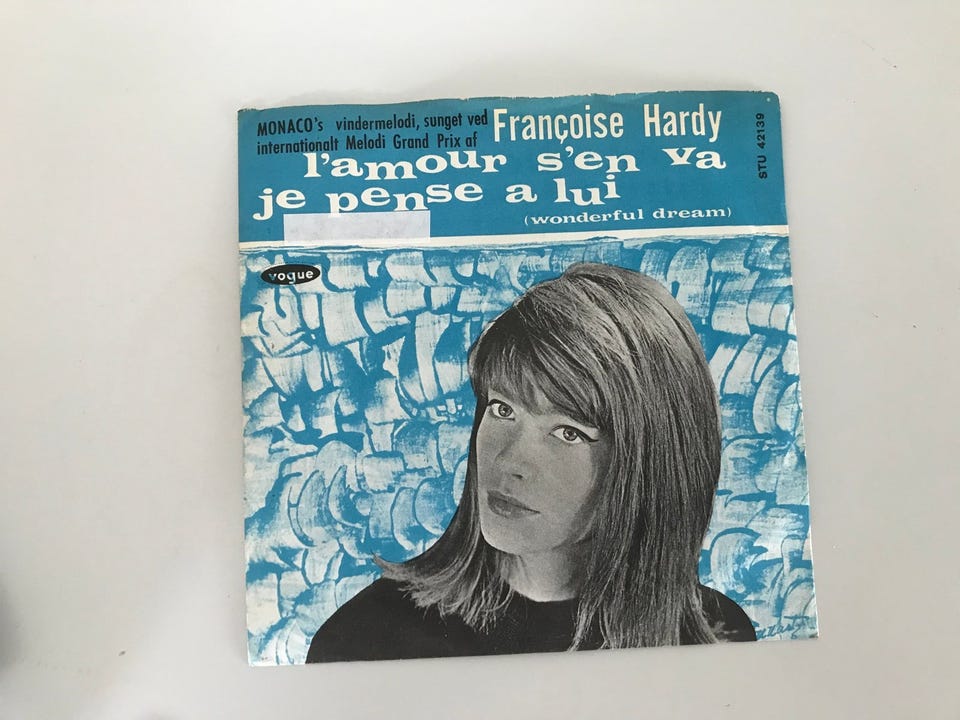 MONACO's vindermelodi, sunget ved Françoise Hardy
internationalt Melodi Grand Prix af
l'amour s'en va
je pense a lui
(wonderful dream)
STU 42139
vogue